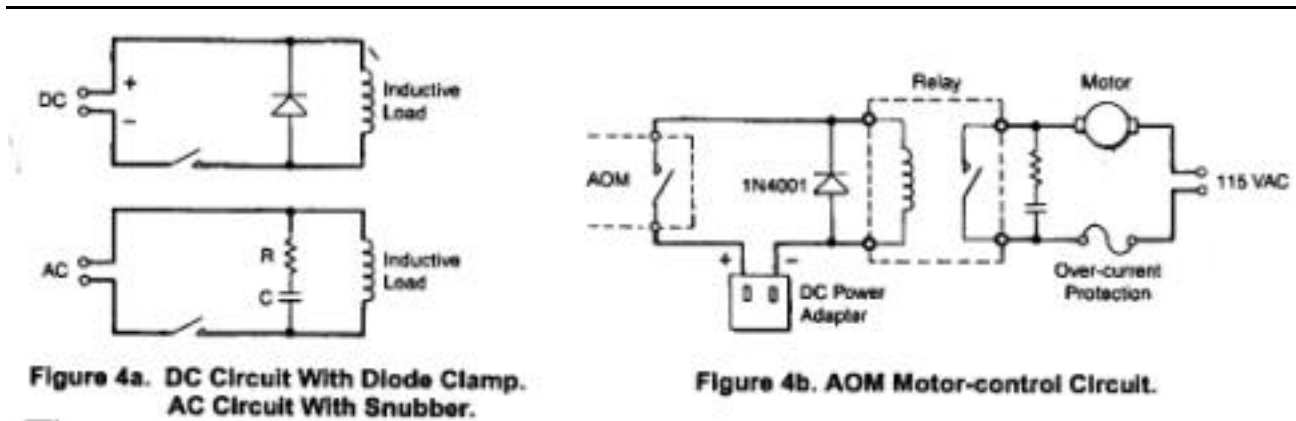 DC
+
−
Inductive
Load
AC
R
C
Inductive
Load
Figure 4a. DC Circuit With Diode Clamp.
AC Circuit With Snubber.
AOM
1N4001
Relay
Motor
115 VAC
+
−
DC Power
Adapter
Over-current
Protection
Figure 4b. AOM Motor-control Circuit.